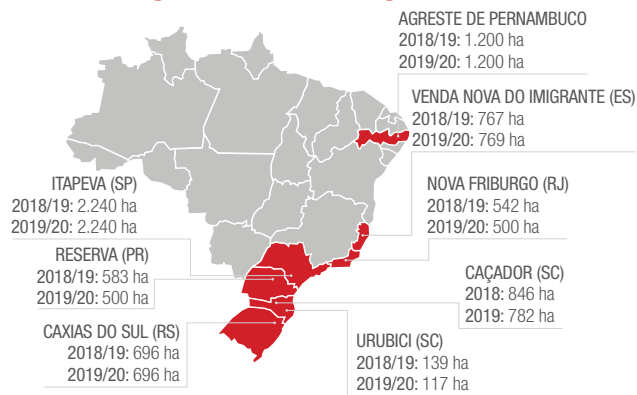 AGRESTE DE PERNAMBUCO
2018/19: 1.200 ha
2019/20: 1.200 ha
VENDA NOVA DO IMIGRANTE (ES)
2018/19: 767 ha
2019/20: 769 ha
ITAPEVA (SP)
2018/19: 2.240 ha
2019/20: 2.240 ha
NOVA FRIBURGO (RJ)
2018/19: 542 ha
2019/20: 500 ha
RESERVA (PR)
2018/19: 583 ha
2019/20: 500 ha
CAÇADOR (SC)
2018: 846 ha
2019: 782 ha
CAXIAS DO SUL (RS)
2018/19: 696 ha
2019/20: 696 ha
URUBICI (SC)
2018/19: 139 ha
2019/20: 117 ha